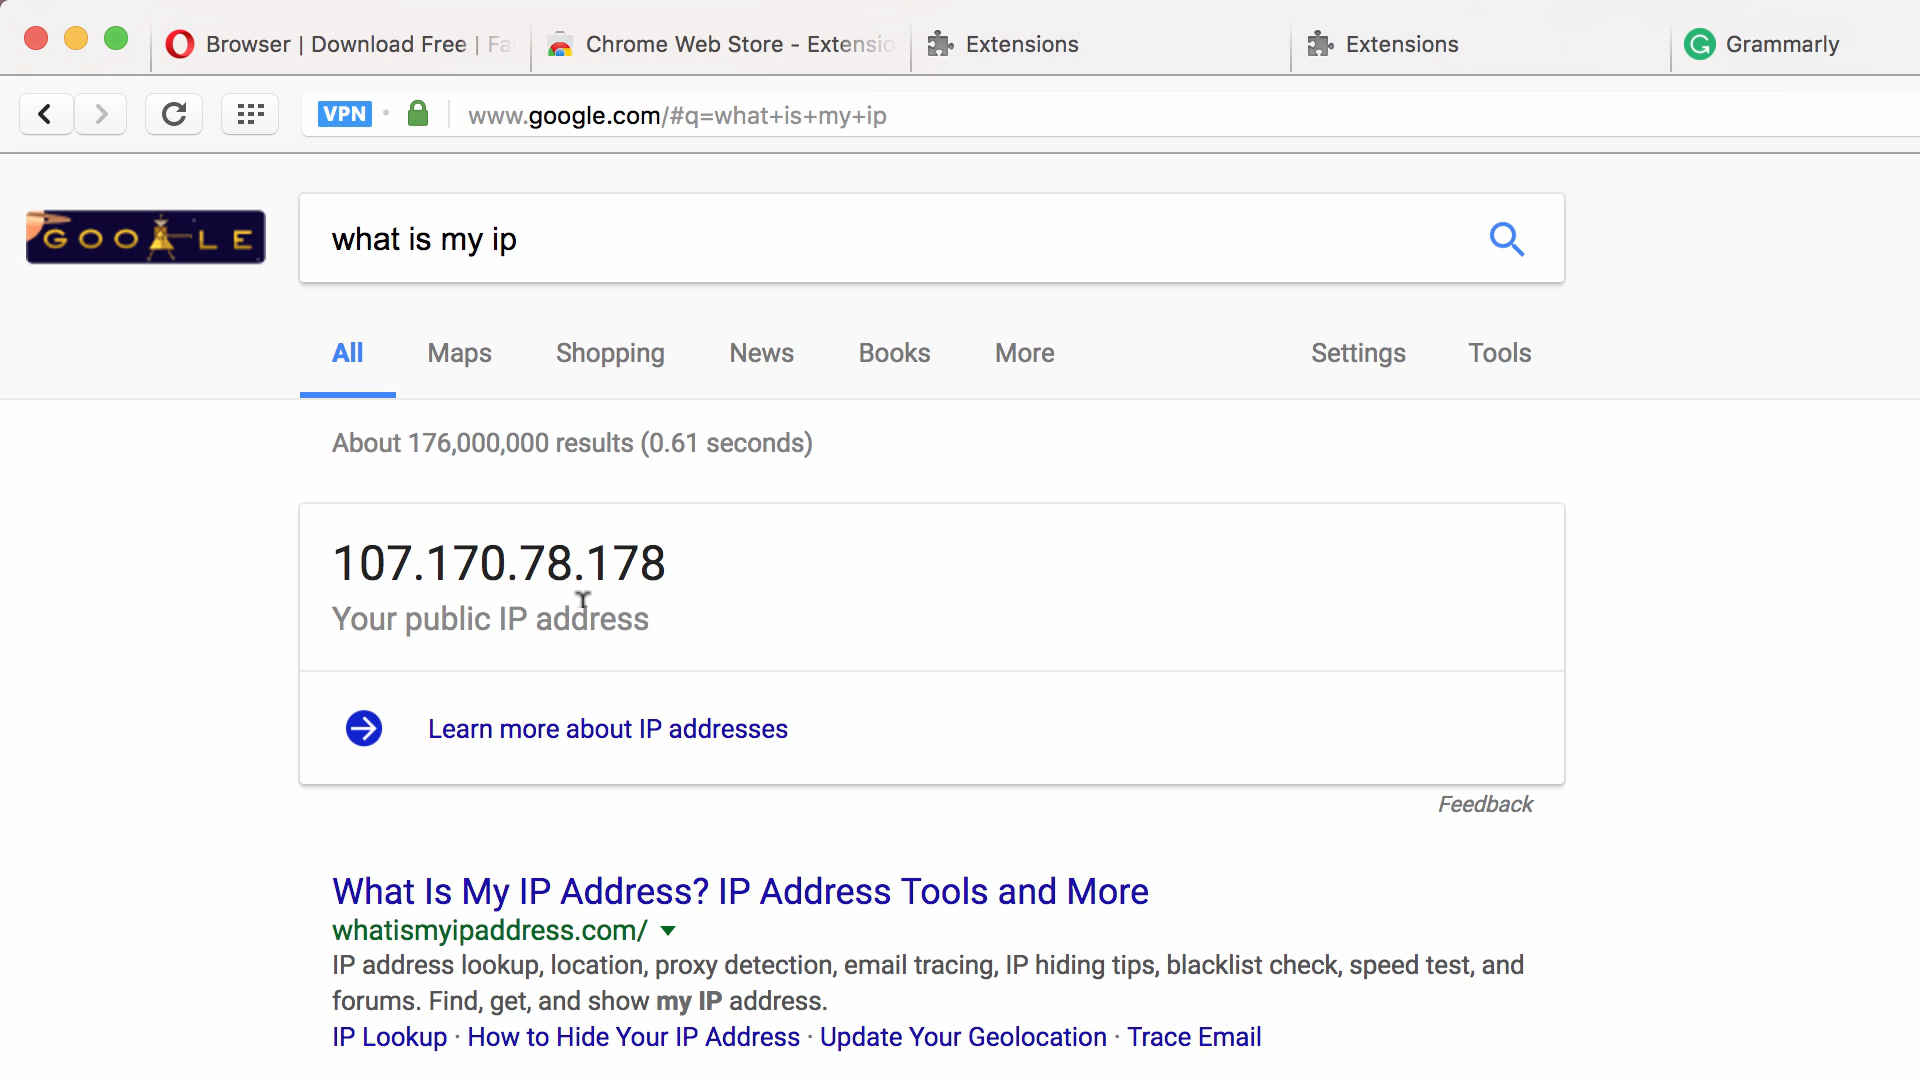 Browser | Download Free | Fa
Chrome Web Store - Extensio
Extensions
Extensions
Grammarly
VPN
www.google.com/#q=what+is+my+ip
GOOGLE
what is my ip
All
Maps
Shopping
News
Books
More
Settings
Tools
About 176,000,000 results (0.61 seconds)
107.170.78.178
Your public IP address
Learn more about IP addresses
Feedback
What Is My IP Address? IP Address Tools and More
whatismyipaddress.com/
IP address lookup, location, proxy detection, email tracing, IP hiding tips, blacklist check, speed test, and
forums. Find, get, and show my IP address.
IP Lookup · How to Hide Your IP Address · Update Your Geolocation · Trace Email